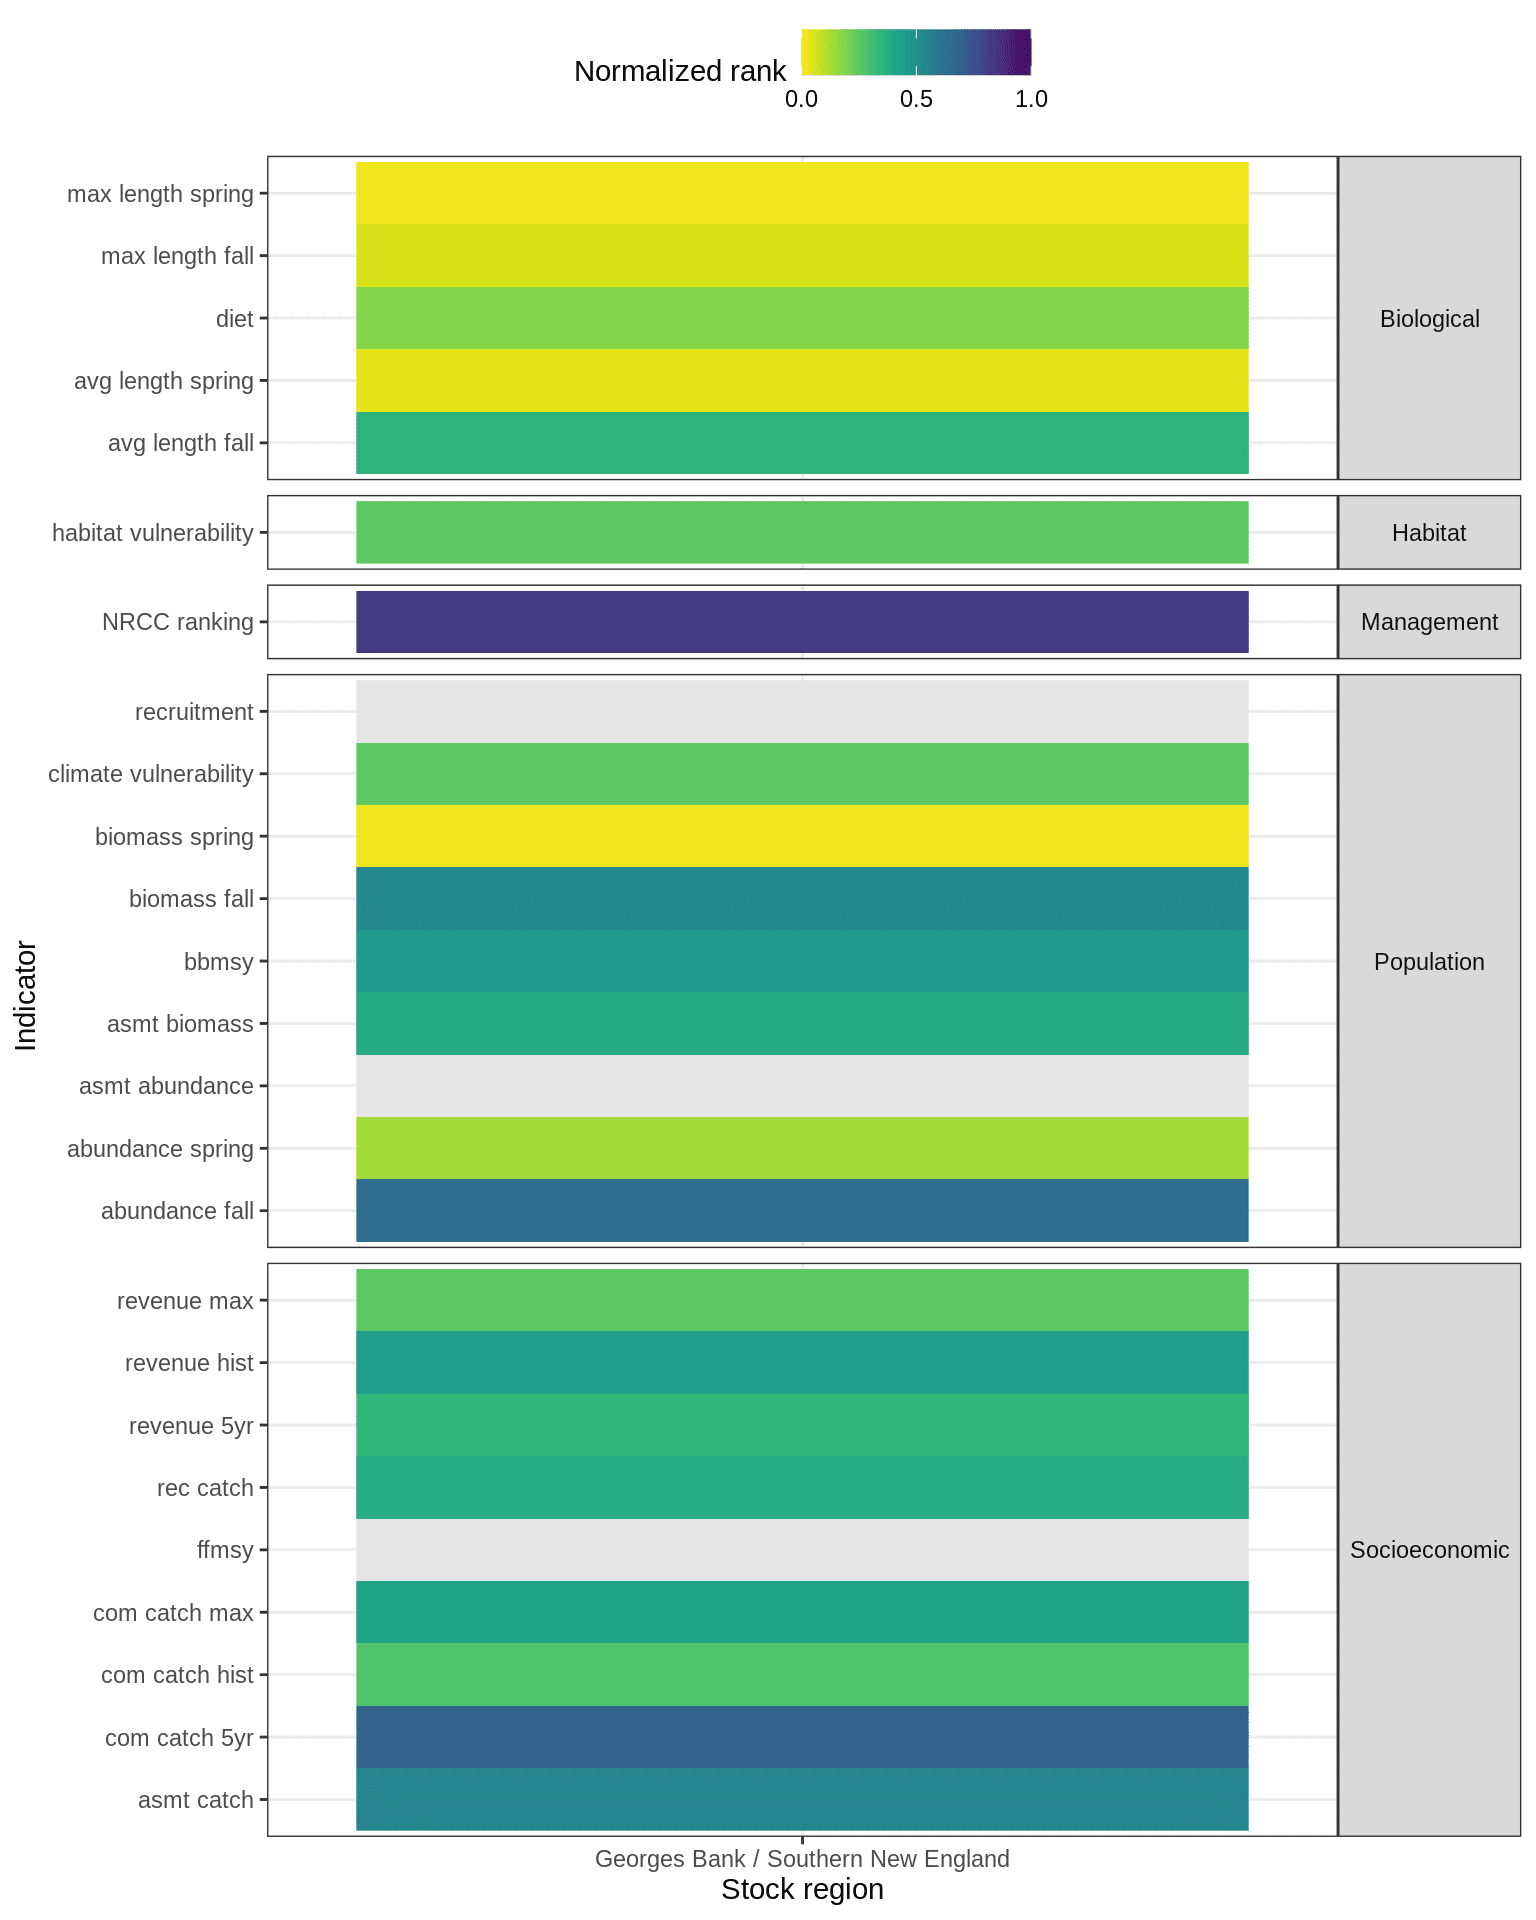 Normalized rank
0.0 0.5 1.0
max length spring
max length fall
diet
avg length spring
avg length fall
Biological
habitat vulnerability
Habitat
NRCC ranking
Management
recruitment
climate vulnerability
biomass spring
biomass fall
bbmsy
asmt biomass
asmt abundance
abundance spring
abundance fall
Population
revenue max
revenue hist
revenue 5yr
rec catch
ffmsy
com catch max
com catch hist
com catch 5yr
asmt catch
Socioeconomic
Indicator
Georges Bank / Southern New England
Stock region